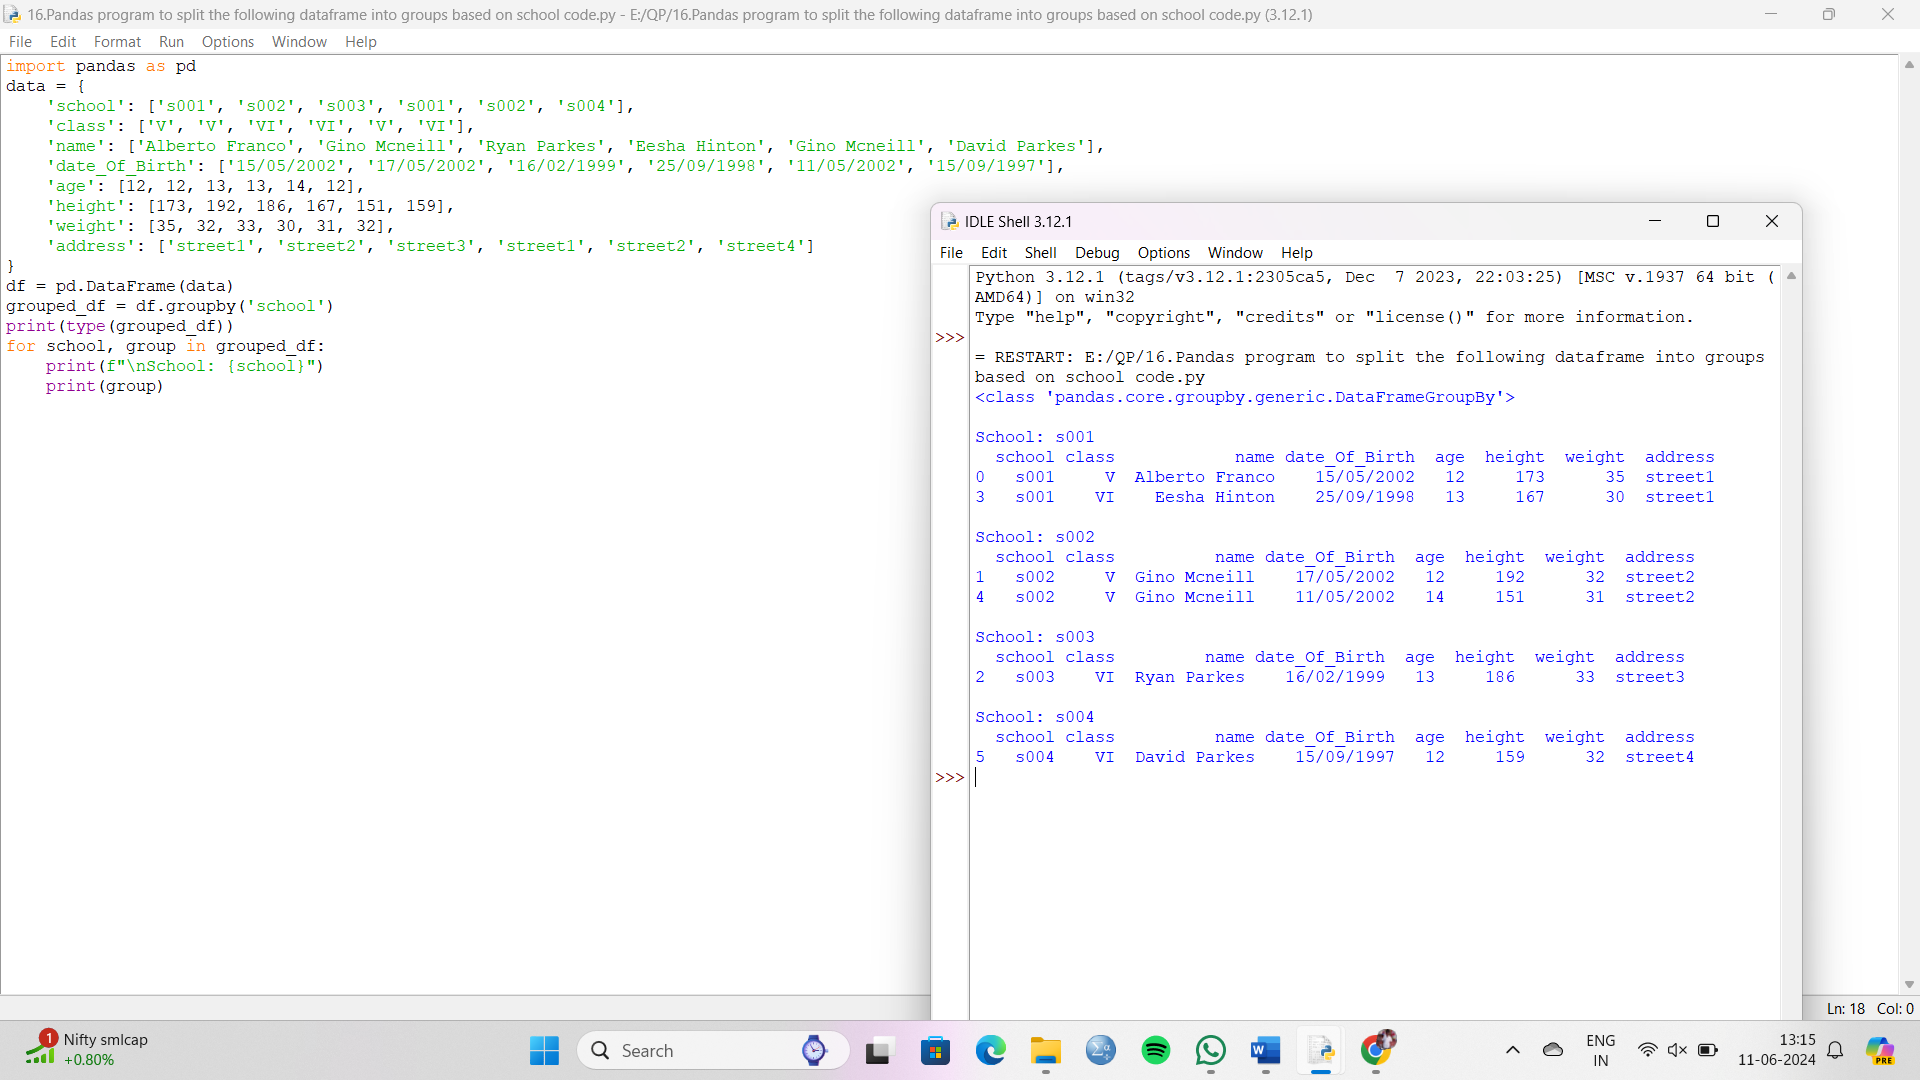 16.Pandas program to split the following dataframe into groups based on school code.py - E:/QP/16.Pandas program to split the following dataframe into groups based on school code.py (3.12.1)
File Edit Format Run Options Window Help
import pandas as pd
data = {
    'school': ['s001', 's002', 's003', 's001', 's002', 's004'],
    'class': ['V', 'V', 'VI', 'VI', 'V', 'VI'],
    'name': ['Alberto Franco', 'Gino Mcneill', 'Ryan Parkes', 'Eesha Hinton', 'Gino Mcneill', 'David Parkes'],
    'date_Of_Birth': ['15/05/2002', '17/05/2002', '16/02/1999', '25/09/1998', '11/05/2002', '15/09/1997'],
    'age': [12, 12, 13, 13, 14, 12],
    'height': [173, 192, 186, 167, 151, 159],
    'weight': [35, 32, 33, 30, 31, 32],
    'address': ['street1', 'street2', 'street3', 'street1', 'street2', 'street4']
}
df = pd.DataFrame(data)
grouped_df = df.groupby('school')
print(type(grouped_df))
for school, group in grouped_df:
    print(f"\nSchool: {school}")
    print(group)
IDLE Shell 3.12.1
File Edit Shell Debug Options Window Help
Python 3.12.1 (tags/v3.12.1:2305ca5, Dec  7 2023, 22:03:25) [MSC v.1937 64 bit (
AMD64)] on win32
Type "help", "copyright", "credits" or "license()" for more information.
>>>
= RESTART: E:/QP/16.Pandas program to split the following dataframe into groups
based on school code.py
<class 'pandas.core.groupby.generic.DataFrameGroupBy'>
School: s001
  school class            name date_Of_Birth  age  height  weight  address
0   s001     V  Alberto Franco    15/05/2002   12     173      35  street1
3   s001    VI    Eesha Hinton    25/09/1998   13     167      30  street1
School: s002
  school class          name date_Of_Birth  age  height  weight  address
1   s002     V  Gino Mcneill    17/05/2002   12     192      32  street2
4   s002     V  Gino Mcneill    11/05/2002   14     151      31  street2
School: s003
  school class         name date_Of_Birth  age  height  weight  address
2   s003    VI  Ryan Parkes    16/02/1999   13     186      33  street3
School: s004
  school class          name date_Of_Birth  age  height  weight  address
5   s004    VI  David Parkes    15/09/1997   12     159      32  street4
>>>
Ln: 18 Col: 0
1
Nifty smlcap
+0.80%
Search
W
ENG
IN
13:15
11-06-2024
PRE